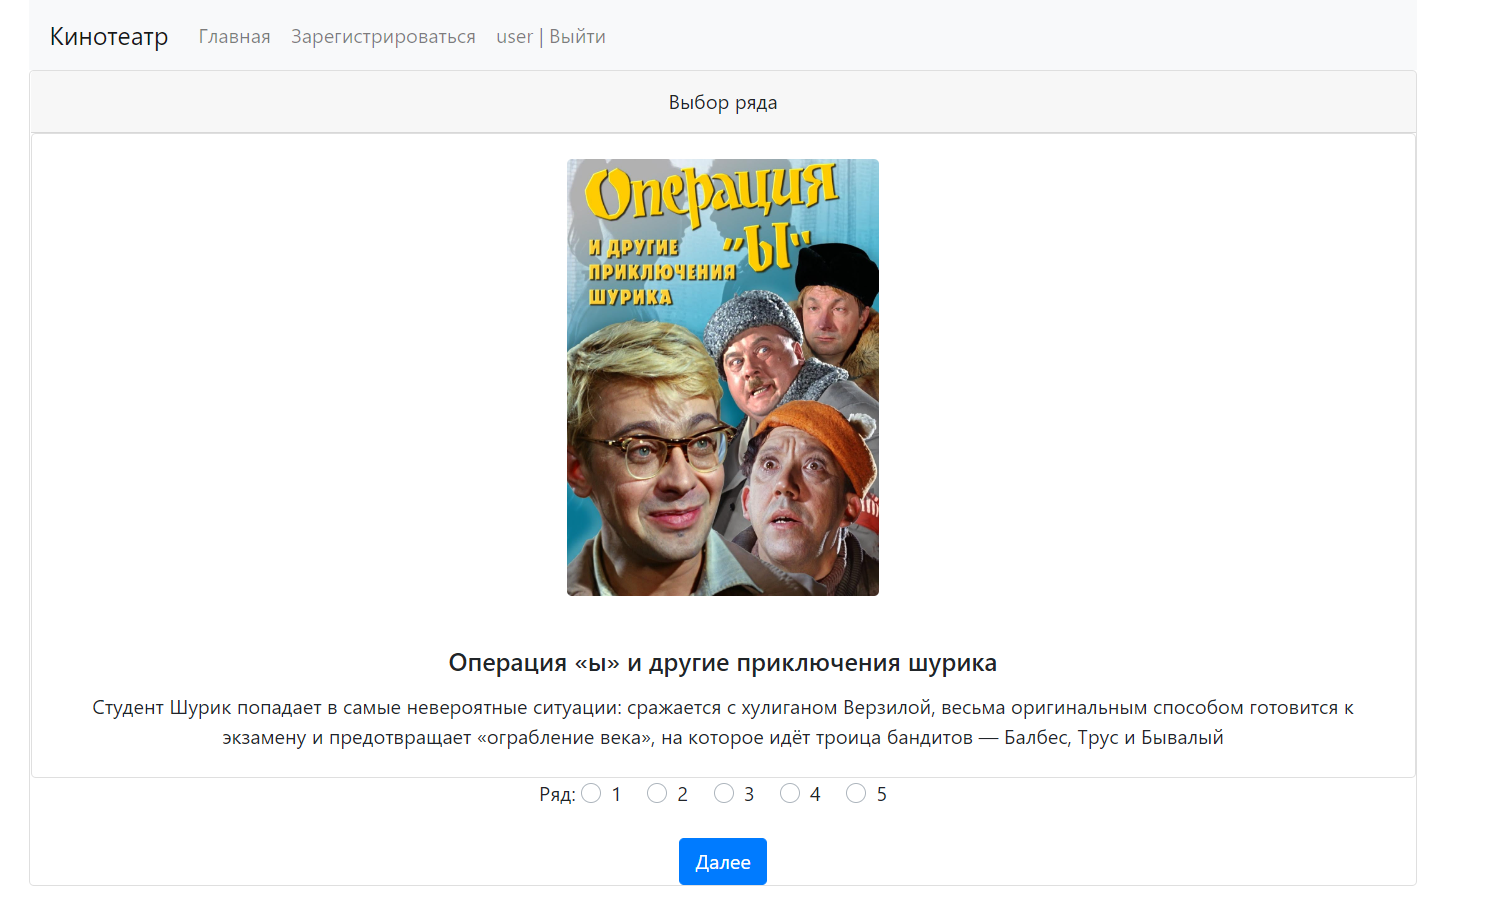 Кинотеатр Главная Зарегистрироваться user | Выйти
Выбор ряда
Операция
"Ы"
И ДРУГИЕ
ПРИКЛЮЧЕНИЯ
ШУРИКА
Операция «ы» и другие приключения шурика
Студент Шурик попадает в самые невероятные ситуации: сражается с хулиганом Верзилой, весьма оригинальным способом готовится к
экзамену и предотвращает «ограбление века», на которое идёт троица бандитов — Балбес, Трус и Бывалый
Ряд: 1 2 3 4 5
Далее